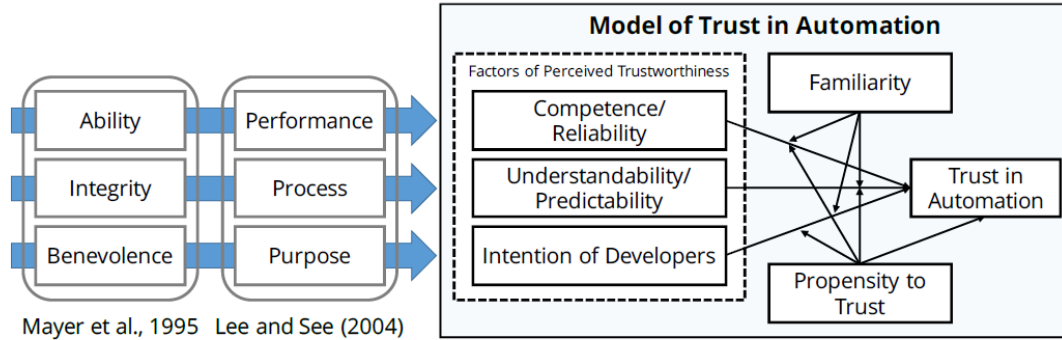 Model of Trust in Automation
Factors of Perceived Trustworthiness
Ability
Integrity
Benevolence
Mayer et al., 1995
Performance
Process
Purpose
Lee and See (2004)
Competence/
Reliability
Understandability/
Predictability
Intention of Developers
Familiarity
Trust in
Automation
Propensity to
Trust